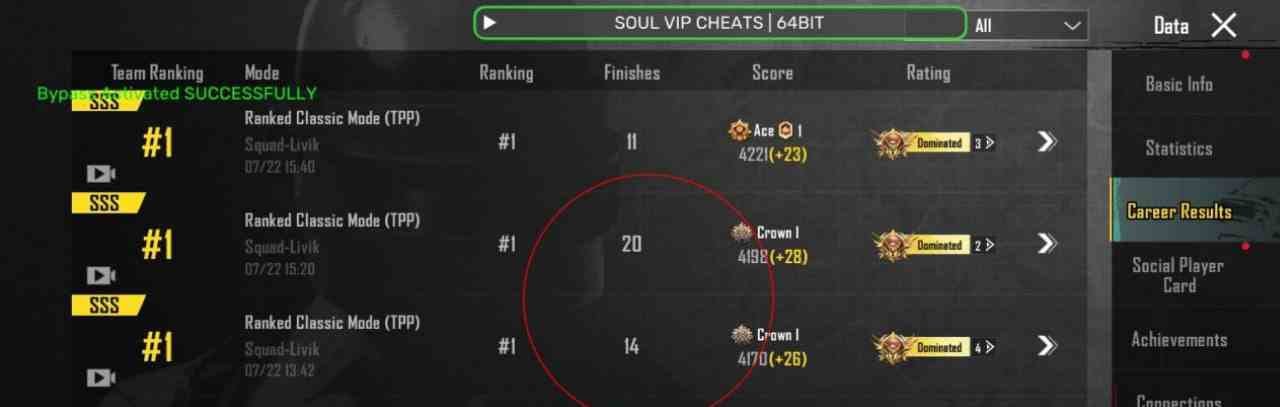 SOUL VIP CHEATS | 64BIT
All
Data
Team Ranking Mode Ranking Finishes Score Rating
Bypass Activated SUCCESSFULLY
SSS
#1
Ranked Classic Mode (TPP)
Squad-Livik
07/22 15:40
#1
11
Ace 1
4221(+23)
Dominated 3
SSS
#1
Ranked Classic Mode (TPP)
Squad-Livik
07/22 15:20
#1
20
Crown I
4198(+28)
Dominated 2
SSS
#1
Ranked Classic Mode (TPP)
Squad-Livik
07/22 13:42
#1
14
Crown I
4170(+26)
Dominated 4
Basic Info
Statistics
Career Results
Social Player
Card
Achievements
Connections